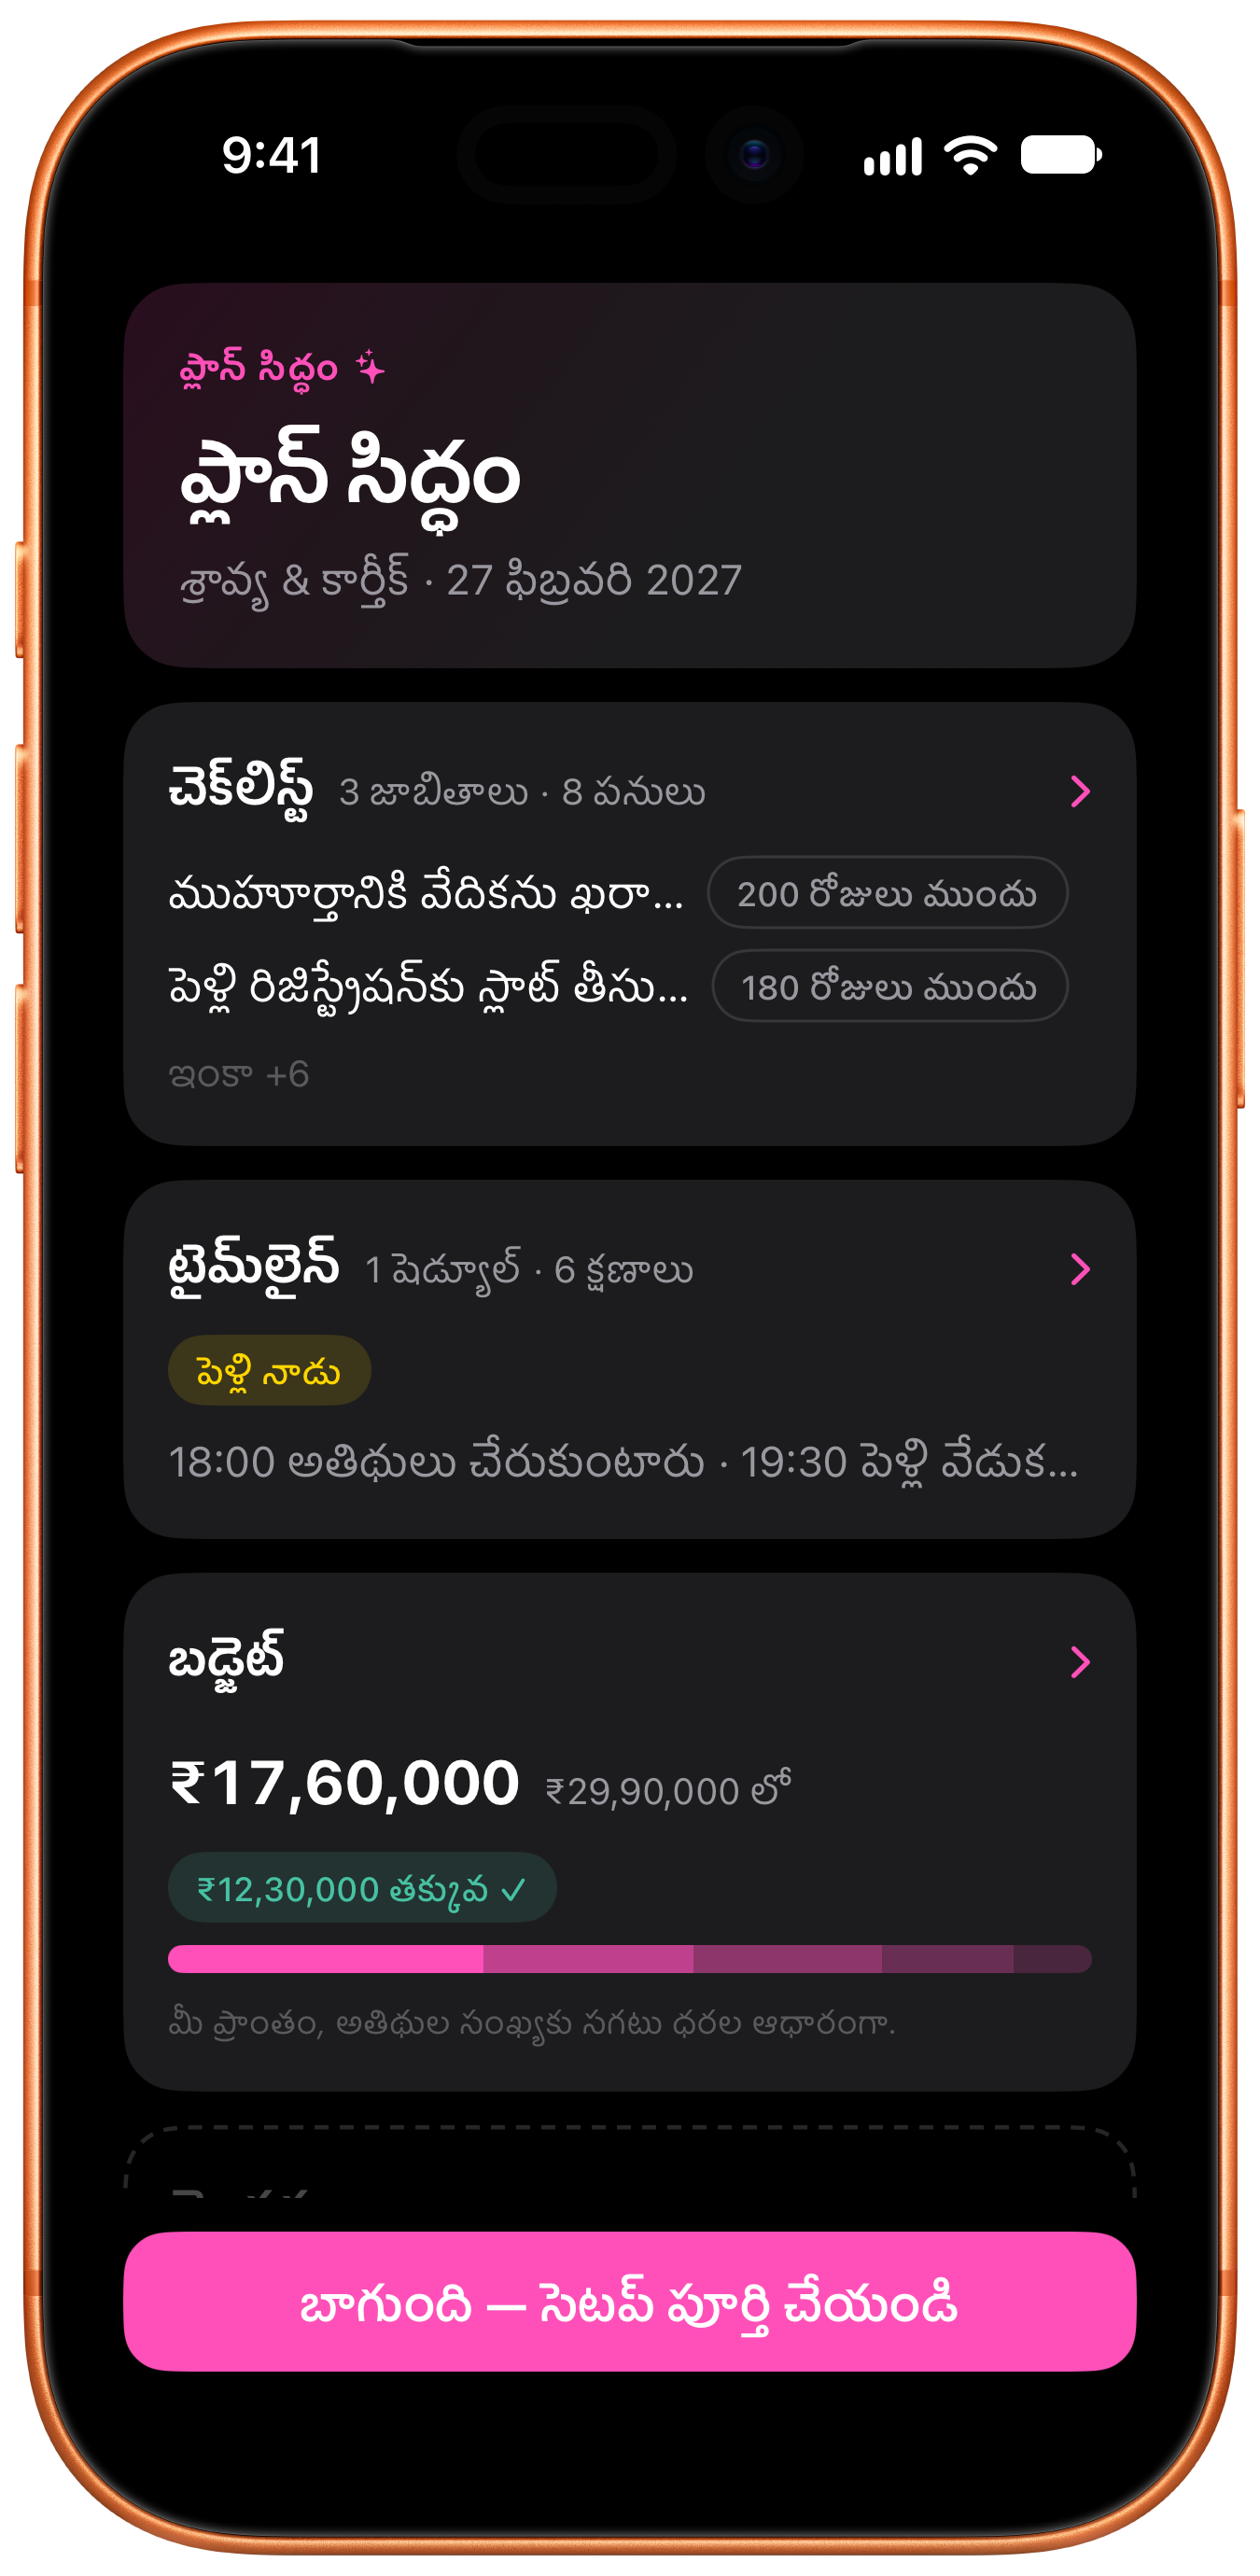 9:41
ప్లాన్ సిద్ధం
ప్లాన్ సిద్ధం
శ్రావ్య & కార్తీక్ · 27 ఫిబ్రవరి 2027
చెక్‌లిస్ట్ 3 జాబితాలు · 8 పనులు
ముహూర్తానికి వేదికను ఖరా... 200 రోజులు ముందు
పెళ్లి రిజిస్ట్రేషన్‌కు స్లాట్ తీసు... 180 రోజులు ముందు
ఇంకా +6
టైమ్‌లైన్ 1 షెడ్యూల్ · 6 క్షణాలు
పెళ్లి నాడు
18:00 అతిథులు చేరుకుంటారు · 19:30 పెళ్లి వేడుక...
బడ్జెట్
₹17,60,000 ₹29,90,000 లో
₹12,30,000 తక్కువ ✓
మీ ప్రాంతం, అతిథుల సంఖ్యకు సగటు ధరల ఆధారంగా.
బాగుంది — సెటప్ పూర్తి చేయండి